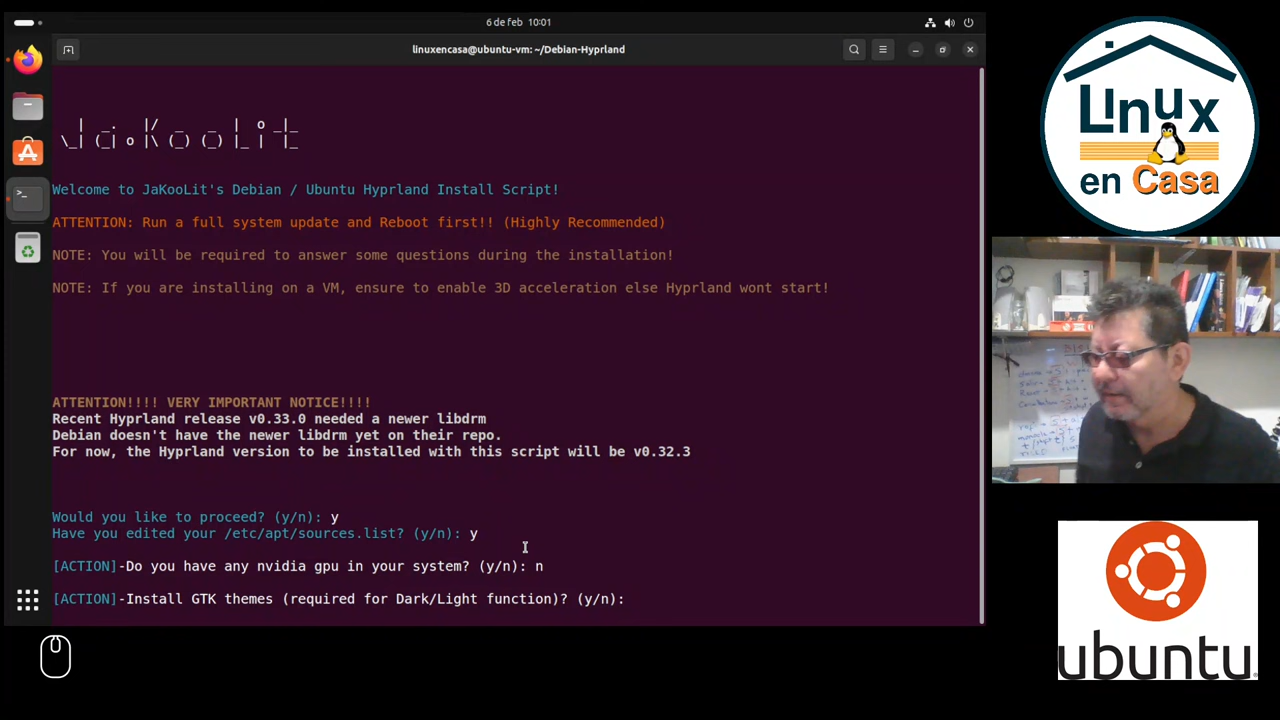 6 de feb 10:01
linuxencasa@ubuntu-vm: ~/Debian-Hyprland
Welcome to JaKooLit's Debian / Ubuntu Hyprland Install Script!
ATTENTION: Run a full system update and Reboot first!! (Highly Recommended)
NOTE: You will be required to answer some questions during the installation!
NOTE: If you are installing on a VM, ensure to enable 3D acceleration else Hyprland wont start!
ATTENTION!!!! VERY IMPORTANT NOTICE!!!!
Recent Hyprland release v0.33.0 needed a newer libdrm
Debian doesn't have the newer libdrm yet on their repo.
For now, the Hyprland version to be installed with this script will be v0.32.3
Would you like to proceed? (y/n): y
Have you edited your /etc/apt/sources.list? (y/n): y
[ACTION]-Do you have any nvidia gpu in your system? (y/n): n
[ACTION]-Install GTK themes (required for Dark/Light function)? (y/n):
Linux
en Casa
ubuntu